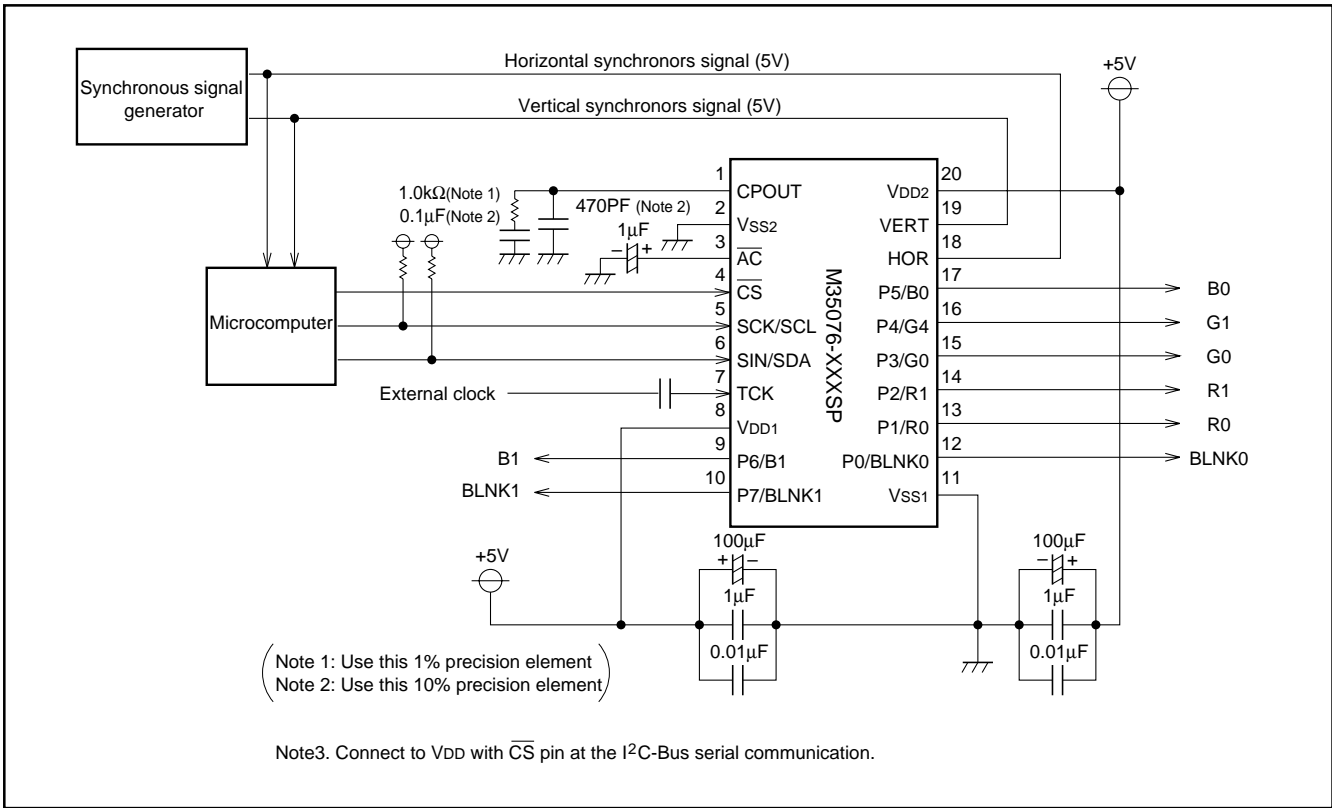 Synchronous signal
generator
Horizontal synchronors signal (5V)
Vertical synchronors signal (5V)
+5V
1.0kΩ(Note 1)
0.1μF(Note 2)
470PF (Note 2)
1μF
− +
Microcomputer
External clock
B1
BLNK1
1 CPOUT
2 VSS2
3 A̅C̅
4 C̅S̅
5 SCK/SCL
6 SIN/SDA
7 TCK
8 VDD1
9 P6/B1
10 P7/BLNK1
M35076-XXXSP
20 VDD2
19 VERT
18 HOR
17 P5/B0
16 P4/G4
15 P3/G0
14 P2/R1
13 P1/R0
12 P0/BLNK0
11 VSS1
B0
G1
G0
R1
R0
BLNK0
+5V
100μF
+ −
1μF
0.01μF
100μF
− +
1μF
0.01μF
Note 1: Use this 1% precision element
Note 2: Use this 10% precision element
Note3. Connect to VDD with C̅S̅ pin at the I²C-Bus serial communication.